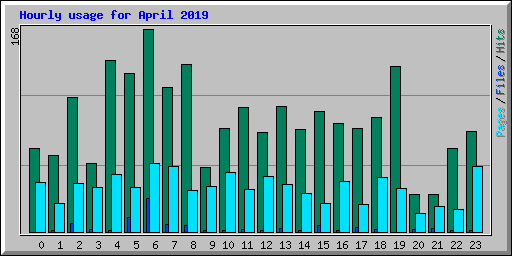 Hourly usage for April 2019
168
Pages/Files/Hits
0 1 2 3 4 5 6 7 8 9 10 11 12 13 14 15 16 17 18 19 20 21 22 23